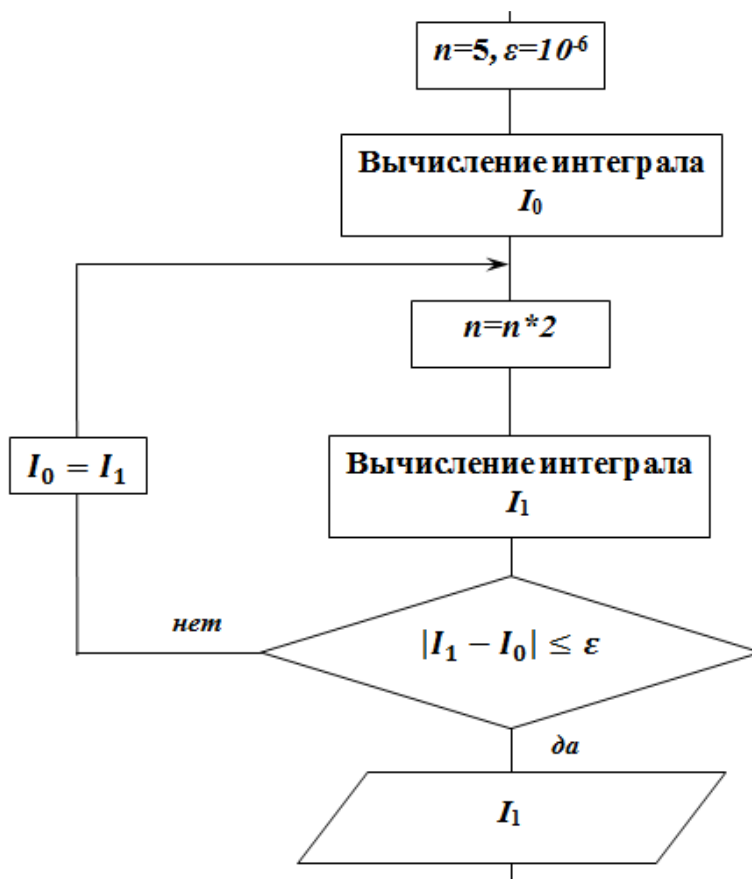 n=5, ε=10⁻⁶
Вычисление интеграла
I₀
n=n*2
I₀ = I₁
Вычисление интеграла
I₁
нет
|I₁ − I₀| ≤ ε
да
I₁